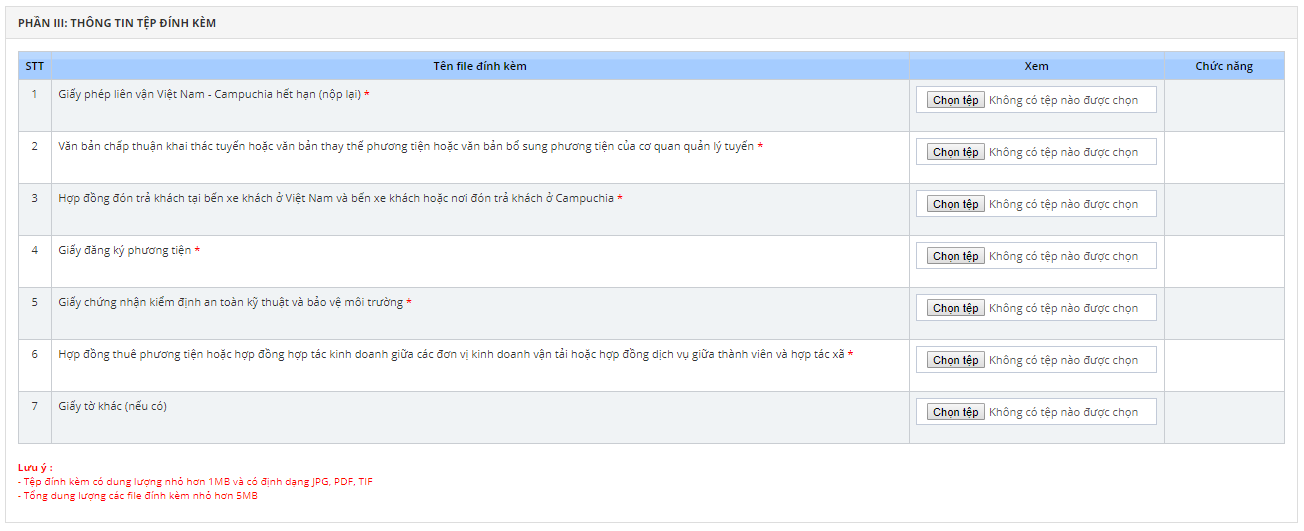 PHẦN III: THÔNG TIN TỆP ĐÍNH KÈM
STT Tên file đính kèm Xem Chức năng
1 Giấy phép liên vận Việt Nam - Campuchia hết hạn (nộp lại) * Chọn tệp Không có tệp nào được chọn
2 Văn bản chấp thuận khai thác tuyến hoặc văn bản thay thế phương tiện hoặc văn bản bổ sung phương tiện của cơ quan quản lý tuyến * Chọn tệp Không có tệp nào được chọn
3 Hợp đồng đón trả khách tại bến xe khách ở Việt Nam và bến xe khách hoặc nơi đón trả khách ở Campuchia * Chọn tệp Không có tệp nào được chọn
4 Giấy đăng ký phương tiện * Chọn tệp Không có tệp nào được chọn
5 Giấy chứng nhận kiểm định an toàn kỹ thuật và bảo vệ môi trường * Chọn tệp Không có tệp nào được chọn
6 Hợp đồng thuê phương tiện hoặc hợp đồng hợp tác kinh doanh giữa các đơn vị kinh doanh vận tải hoặc hợp đồng dịch vụ giữa thành viên và hợp tác xã * Chọn tệp Không có tệp nào được chọn
7 Giấy tờ khác (nếu có) Chọn tệp Không có tệp nào được chọn
Lưu ý :
- Tệp đính kèm có dung lượng nhỏ hơn 1MB và có định dạng JPG, PDF, TIF
- Tổng dung lượng các file đính kèm nhỏ hơn 5MB